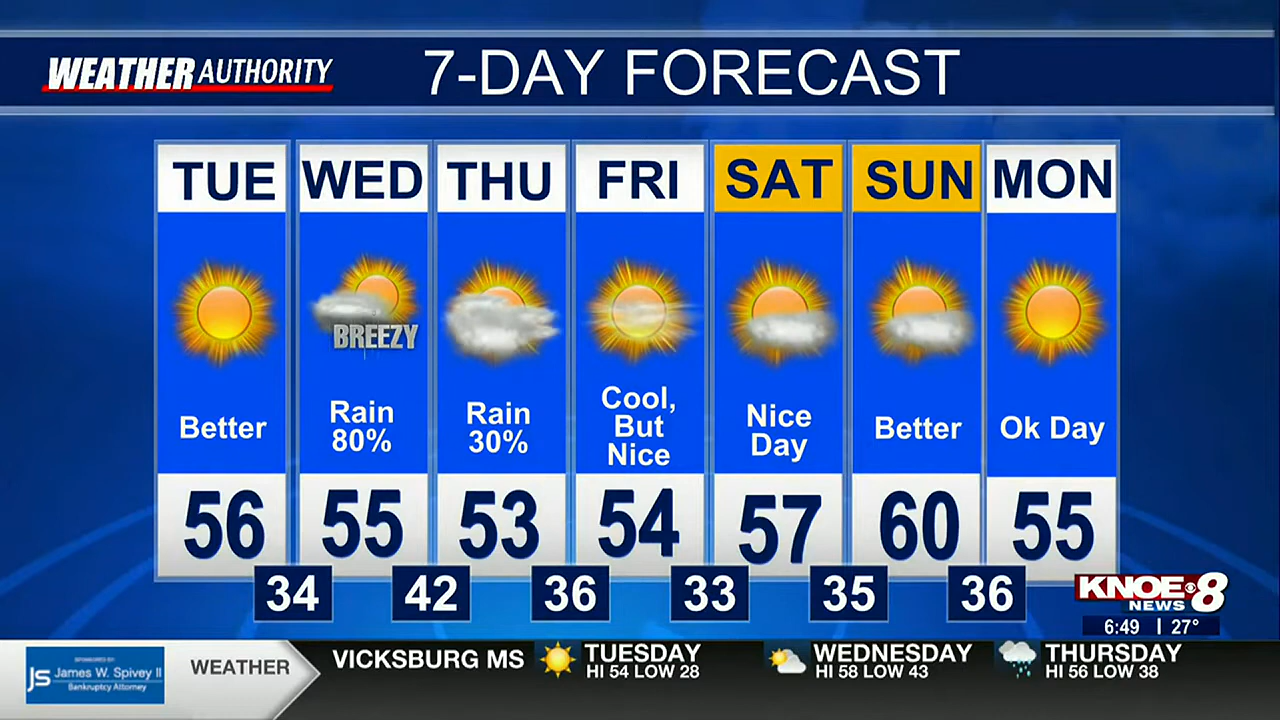 WEATHER AUTHORITY
7-DAY FORECAST
TUE WED THU FRI SAT SUN MON
BREEZY
Better
Rain
80%
Rain
30%
Cool,
But
Nice
Nice
Day
Better
Ok Day
56 55 53 54 57 60 55
34 42 36 33 35 36
KNOE 8
NEWS
6:49 | 27°
SPONSORED BY:
JS James W. Spivey II
Bankruptcy Attorney
WEATHER
VICKSBURG MS
TUESDAY
HI 54 LOW 28
WEDNESDAY
HI 58 LOW 43
THURSDAY
HI 56 LOW 38